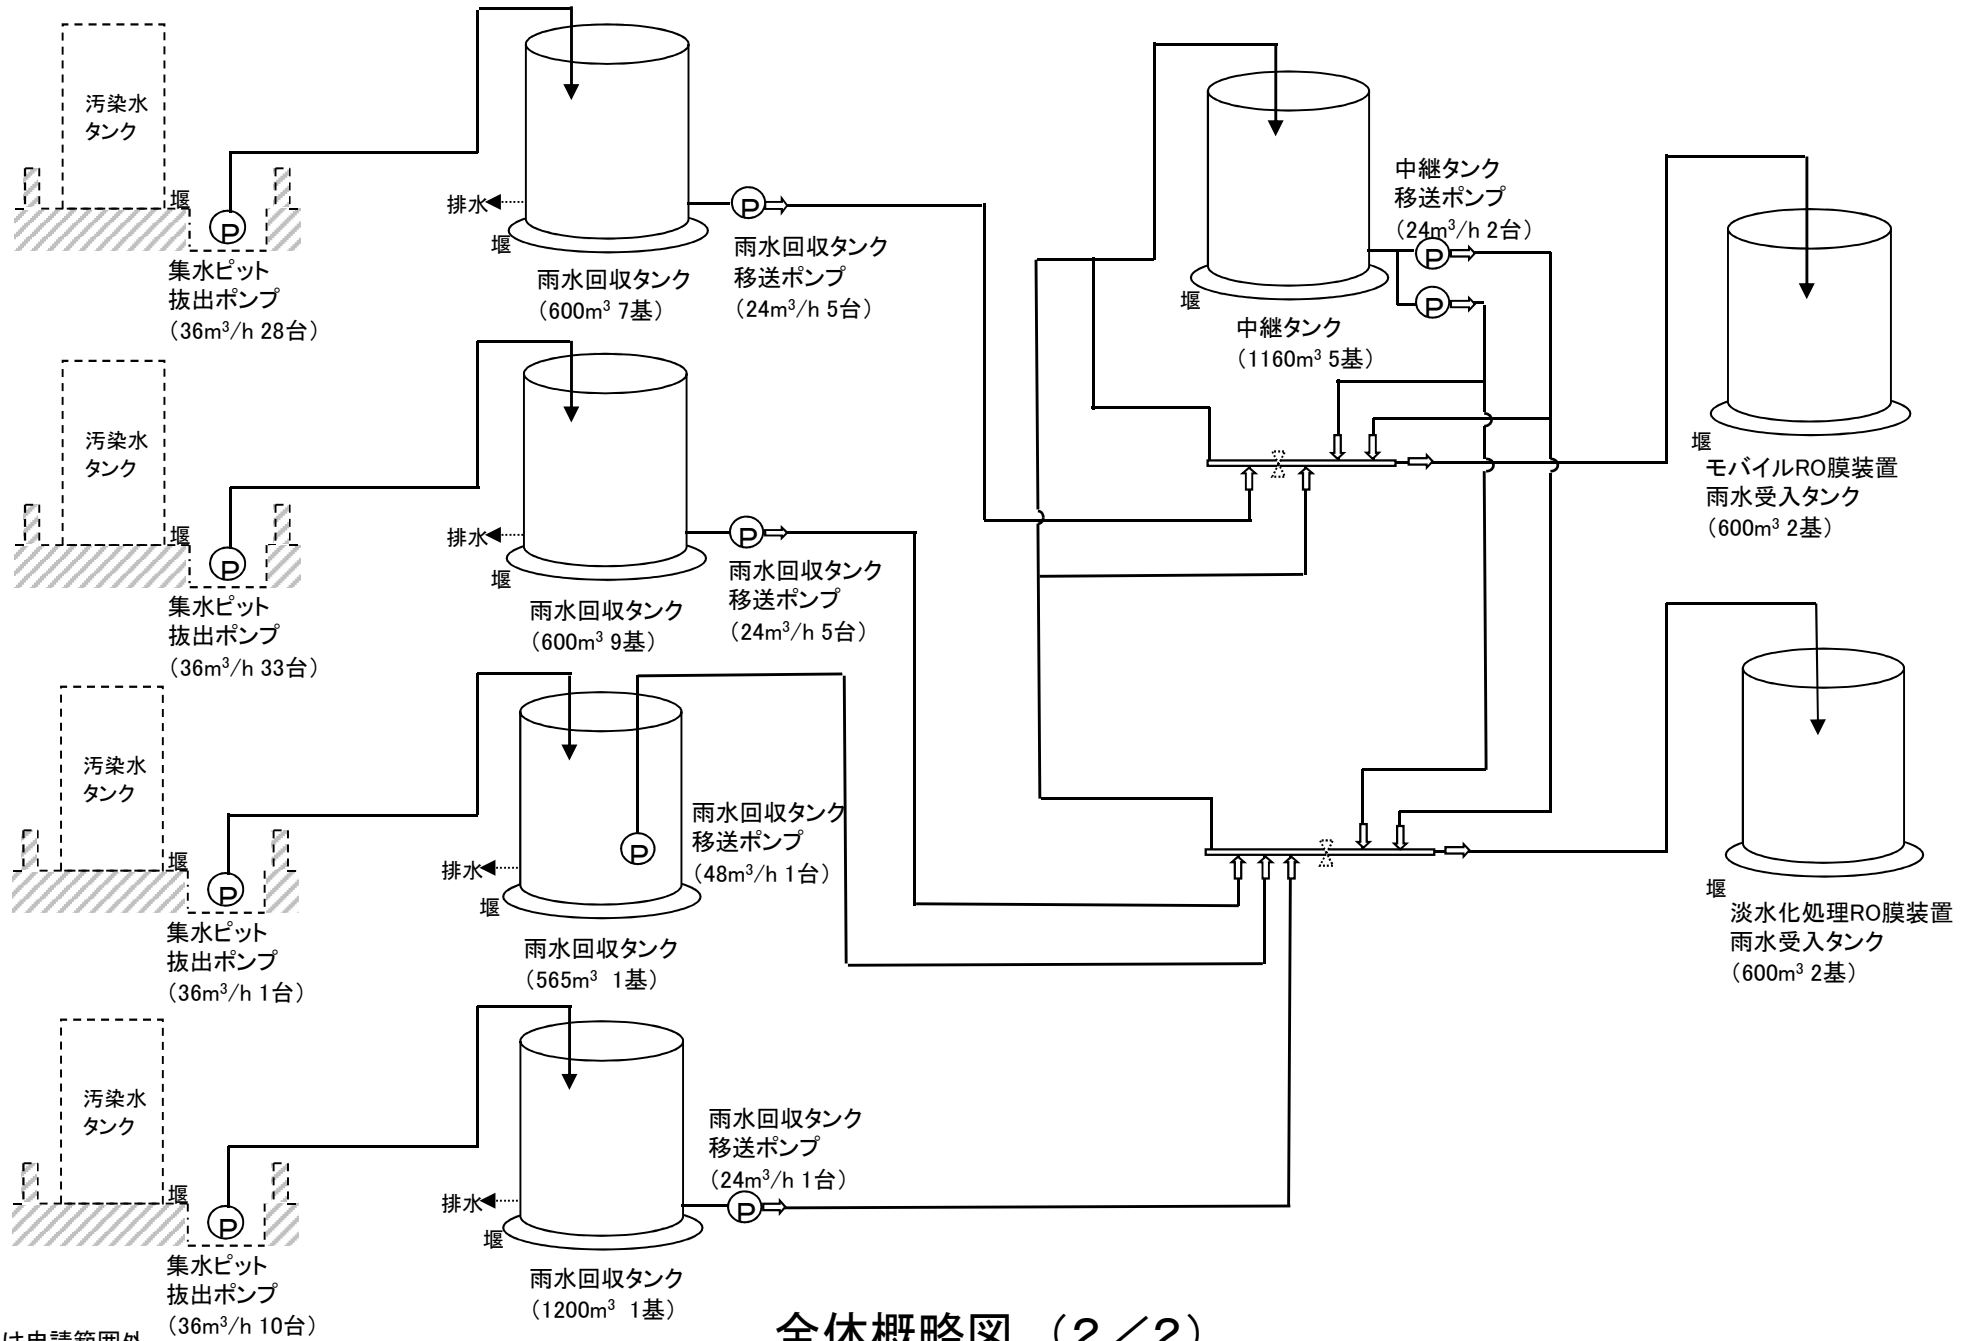 汚染水
タンク
堰
P
集水ピット
抜出ポンプ
（36m³/h 28台）
排水
堰
雨水回収タンク
（600m³ 7基）
P
雨水回収タンク
移送ポンプ
（24m³/h 5台）
汚染水
タンク
堰
P
集水ピット
抜出ポンプ
（36m³/h 33台）
排水
堰
雨水回収タンク
（600m³ 9基）
P
雨水回収タンク
移送ポンプ
（24m³/h 5台）
汚染水
タンク
堰
P
集水ピット
抜出ポンプ
（36m³/h 1台）
排水
堰
雨水回収タンク
（565m³ 1基）
P
雨水回収タンク
移送ポンプ
（48m³/h 1台）
汚染水
タンク
堰
P
集水ピット
抜出ポンプ
（36m³/h 10台）
排水
堰
雨水回収タンク
（1200m³ 1基）
雨水回収タンク
移送ポンプ
（24m³/h 1台）
P
堰
中継タンク
（1160m³ 5基）
中継タンク
移送ポンプ
（24m³/h 2台）
P
P
堰
モバイルRO膜装置
雨水受入タンク
（600m³ 2基）
堰
淡水化処理RO膜装置
雨水受入タンク
（600m³ 2基）
は申請範囲外
全体概略図（２／２）